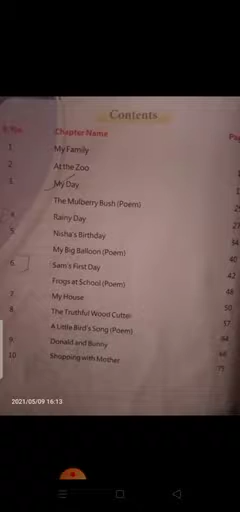 Contents
S.No. Chapter Name
1. My Family
2. At the Zoo
3. My Day
The Mulberry Bush (Poem)
4. Rainy Day 27
5. Nisha's Birthday 34
My Big Balloon (Poem) 40
6. Sam's First Day 42
Frogs at School (Poem) 48
7. My House 50
8. The Truthful Wood Cutter 57
A Little Bird's Song (Poem) 64
9 Donald and Bunny 66
10 Shopping with Mother
2021/05/09 16:13